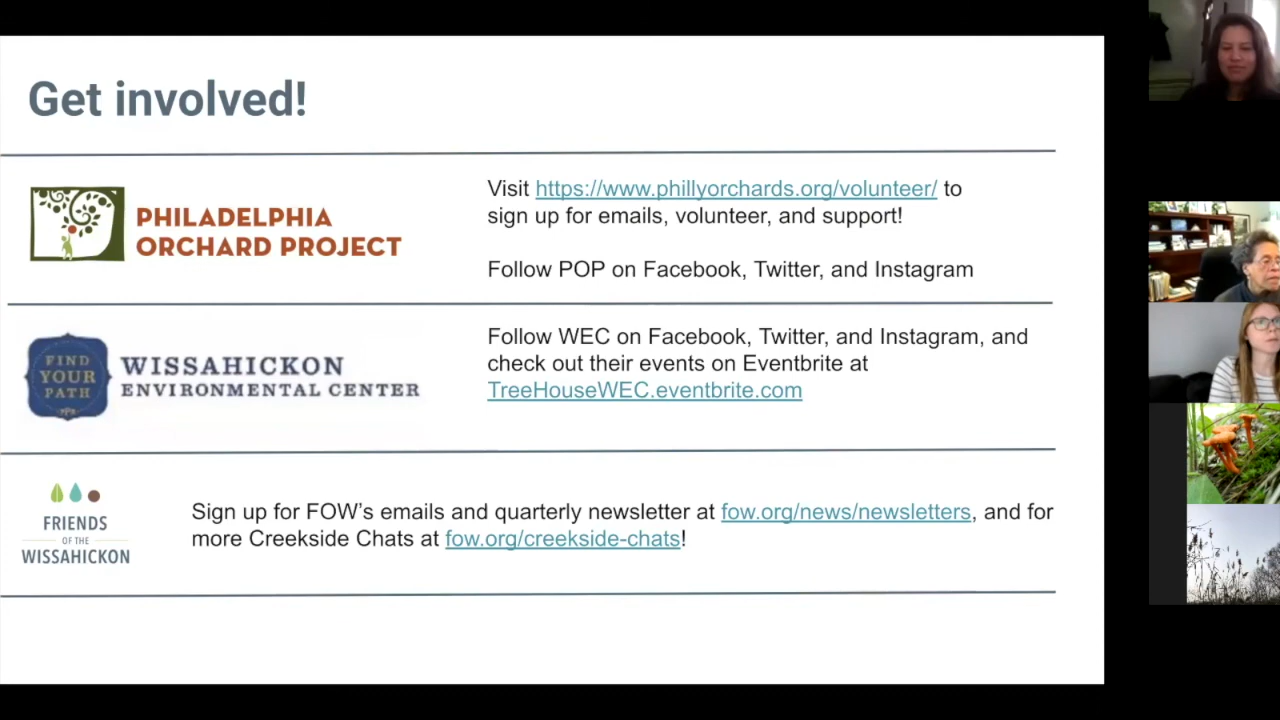 Get involved!
PHILADELPHIA
ORCHARD PROJECT
Visit https://www.phillyorchards.org/volunteer/ to
sign up for emails, volunteer, and support!
Follow POP on Facebook, Twitter, and Instagram
FIND
YOUR
PATH
WISSAHICKON
ENVIRONMENTAL CENTER
Follow WEC on Facebook, Twitter, and Instagram, and
check out their events on Eventbrite at
TreeHouseWEC.eventbrite.com
FRIENDS
OF THE
WISSAHICKON
Sign up for FOW’s emails and quarterly newsletter at fow.org/news/newsletters, and for
more Creekside Chats at fow.org/creekside-chats!